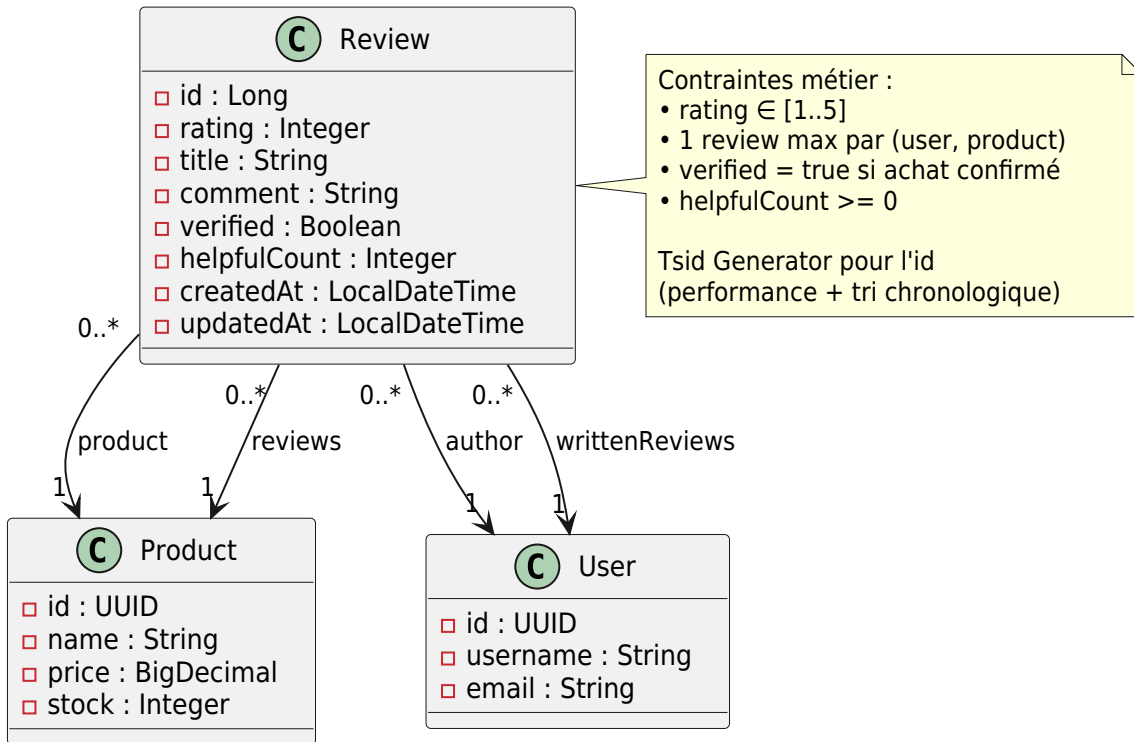 C Review
id : Long
rating : Integer
title : String
comment : String
verified : Boolean
helpfulCount : Integer
createdAt : LocalDateTime
updatedAt : LocalDateTime
Contraintes métier :
• rating ∈ [1..5]
• 1 review max par (user, product)
• verified = true si achat confirmé
• helpfulCount >= 0
Tsid Generator pour l'id
(performance + tri chronologique)
0..*
0..*
0..*
0..*
product
reviews
author
writtenReviews
1
1
1
1
C Product
id : UUID
name : String
price : BigDecimal
stock : Integer
C User
id : UUID
username : String
email : String